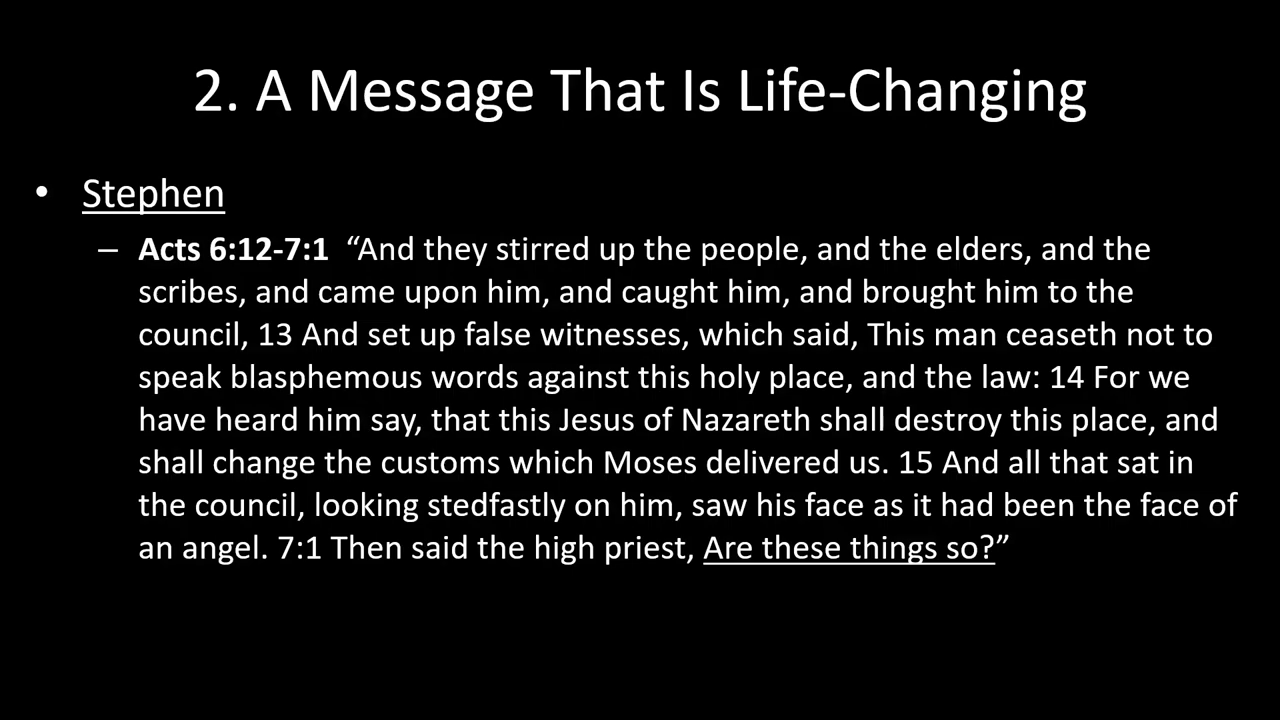 2. A Message That Is Life-Changing
• Stephen
– Acts 6:12-7:1 “And they stirred up the people, and the elders, and the
scribes, and came upon him, and caught him, and brought him to the
council, 13 And set up false witnesses, which said, This man ceaseth not to
speak blasphemous words against this holy place, and the law: 14 For we
have heard him say, that this Jesus of Nazareth shall destroy this place, and
shall change the customs which Moses delivered us. 15 And all that sat in
the council, looking stedfastly on him, saw his face as it had been the face of
an angel. 7:1 Then said the high priest, Are these things so?”